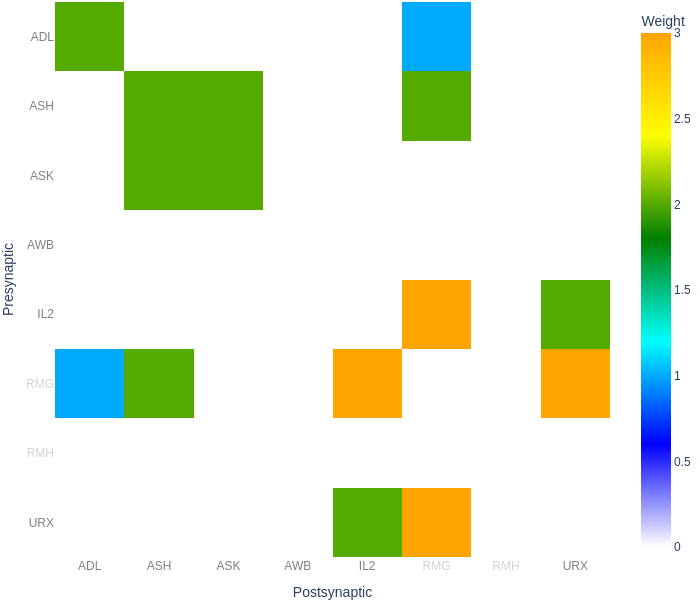 Weight
ADL
ASH
ASK
AWB
IL2
RMG
RMH
URX
Presynaptic
3
2.5
2
1.5
1
0.5
0
ADL ASH ASK AWB IL2 RMG RMH URX
Postsynaptic